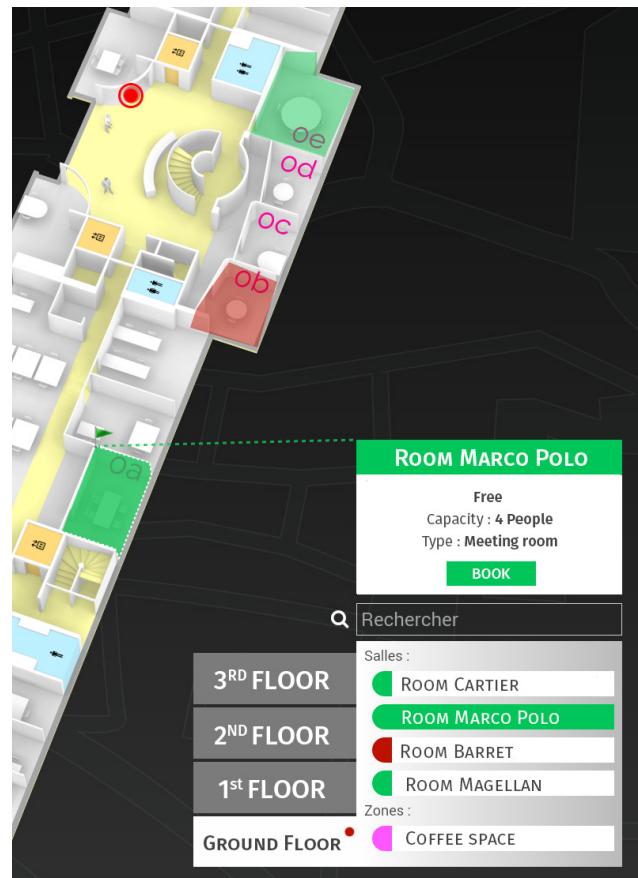 oe
od
oc
ob
oa
ROOM MARCO POLO
Free
Capacity : 4 People
Type : Meeting room
BOOK
Rechercher
Salles :
ROOM CARTIER
ROOM MARCO POLO
ROOM BARRET
ROOM MAGELLAN
Zones :
COFFEE SPACE
3RD FLOOR
2ND FLOOR
1st FLOOR
GROUND FLOOR